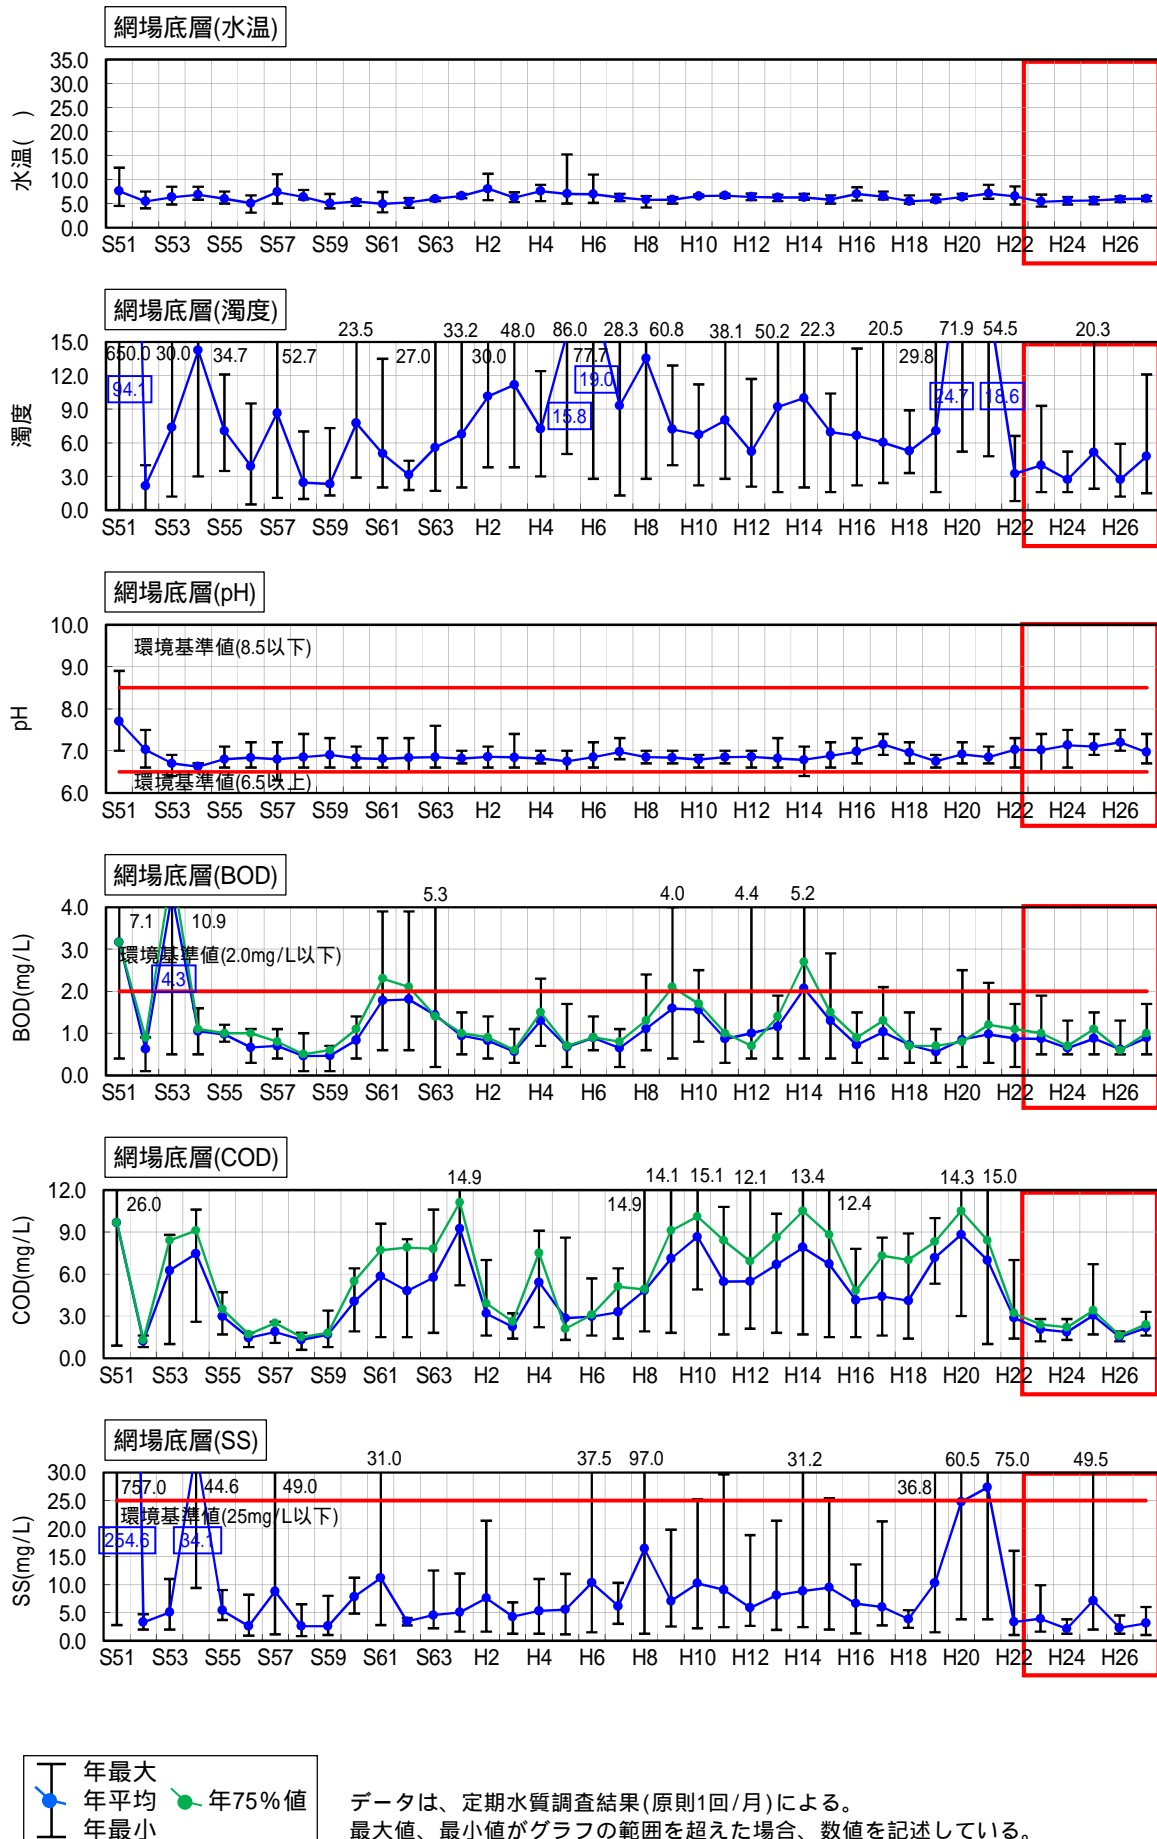 網場底層(水温)
35.0
30.0
25.0
20.0
15.0
10.0
5.0
0.0
水温(　)
S51 S53 S55 S57 S59 S61 S63 H2 H4 H6 H8 H10 H12 H14 H16 H18 H20 H22 H24 H26
網場底層(濁度)
23.5 33.2 48.0 86.0 28.3 60.8 38.1 50.2 22.3 20.5 71.9 54.5 20.3
650.0 30.0 34.7 52.7 27.0 30.0 77.7 29.8
94.1 15.8 19.0 24.7 18.6
15.0
12.0
9.0
6.0
3.0
0.0
濁度
S51 S53 S55 S57 S59 S61 S63 H2 H4 H6 H8 H10 H12 H14 H16 H18 H20 H22 H24 H26
網場底層(pH)
10.0
9.0
8.0
7.0
6.0
pH
環境基準値(8.5以下)
環境基準値(6.5以上)
S51 S53 S55 S57 S59 S61 S63 H2 H4 H6 H8 H10 H12 H14 H16 H18 H20 H22 H24 H26
網場底層(BOD)
5.3 4.0 4.4 5.2
7.1 10.9
環境基準値(2.0mg/L以下)
4.3
4.0
3.0
2.0
1.0
0.0
BOD(mg/L)
S51 S53 S55 S57 S59 S61 S63 H2 H4 H6 H8 H10 H12 H14 H16 H18 H20 H22 H24 H26
網場底層(COD)
14.9 14.1 15.1 12.1 13.4 14.3 15.0
26.0 14.9 12.4
12.0
9.0
6.0
3.0
0.0
COD(mg/L)
S51 S53 S55 S57 S59 S61 S63 H2 H4 H6 H8 H10 H12 H14 H16 H18 H20 H22 H24 H26
網場底層(SS)
31.0 37.5 97.0 31.2 60.5 75.0 49.5
757.0 44.6 49.0 36.8
環境基準値(25mg/L以下)
254.6 34.1
30.0
25.0
20.0
15.0
10.0
5.0
0.0
SS(mg/L)
S51 S53 S55 S57 S59 S61 S63 H2 H4 H6 H8 H10 H12 H14 H16 H18 H20 H22 H24 H26
年最大
年平均 年75%値
年最小
データは、定期水質調査結果(原則1回/月)による。
最大値、最小値がグラフの範囲を超えた場合、数値を記述している。